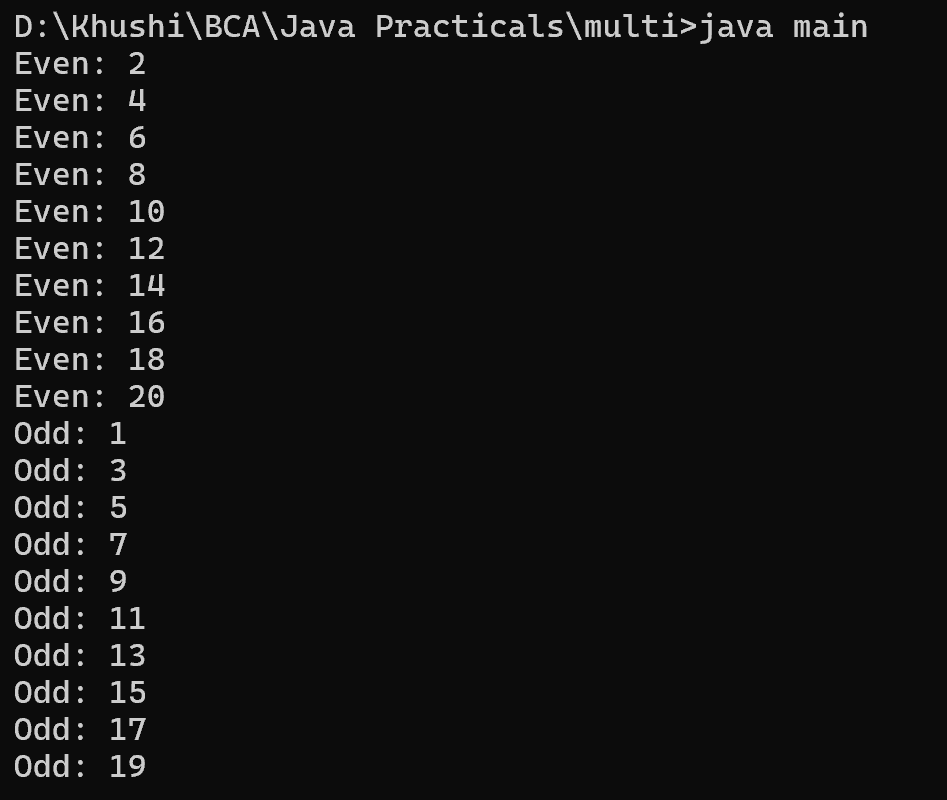 D:\Khushi\BCA\Java Practicals\multi>java main
Even: 2
Even: 4
Even: 6
Even: 8
Even: 10
Even: 12
Even: 14
Even: 16
Even: 18
Even: 20
Odd: 1
Odd: 3
Odd: 5
Odd: 7
Odd: 9
Odd: 11
Odd: 13
Odd: 15
Odd: 17
Odd: 19